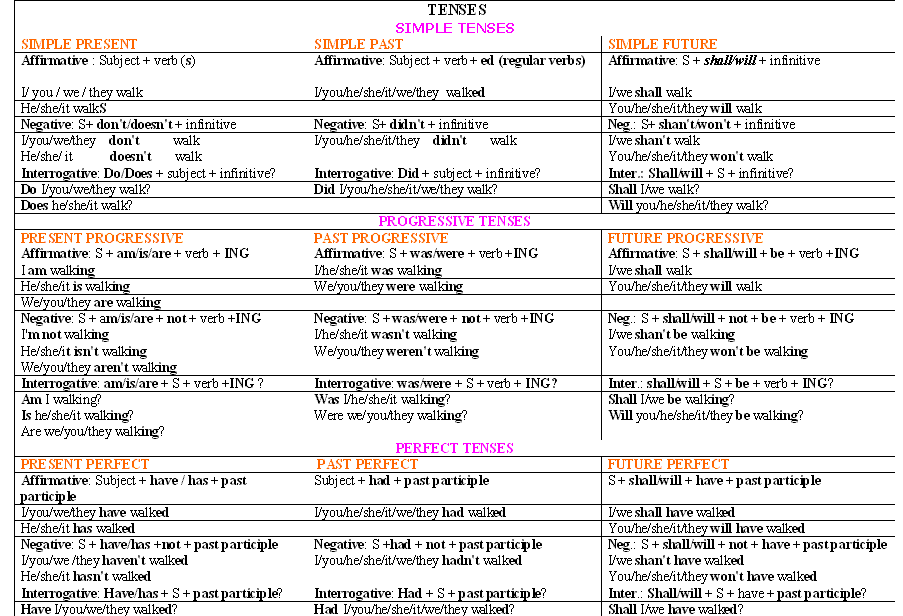 TENSES
SIMPLE TENSES
SIMPLE PRESENT SIMPLE PAST SIMPLE FUTURE
Affirmative : Subject + verb (s) Affirmative: Subject + verb + ed (regular verbs) Affirmative: S + shall/will + infinitive
I/ you / we / they walk I/you/he/she/it/we/they walked I/we shall walk
He/she/it walkS You/he/she/it/they will walk
Negative: S+ don't/doesn't + infinitive Negative: S+ didn't + infinitive Neg.: S+ shan't/won't + infinitive
I/you/we/they don't walk I/you/he/she/it/we/they didn't walk I/we shan't walk
He/she/ it doesn't walk You/he/she/it/they won't walk
Interrogative: Do/Does + subject + infinitive? Interrogative: Did + subject + infinitive? Inter.: Shall/will + S + infinitive?
Do I/you/we/they walk? Did I/you/he/she/it/we/they walk? Shall I/we walk?
Does he/she/it walk? Will you/he/she/it/they walk?
PROGRESSIVE TENSES
PRESENT PROGRESSIVE PAST PROGRESSIVE FUTURE PROGRESSIVE
Affirmative: S + am/is/are + verb + ING Affirmative: S + was/were + verb+ING Affirmative: S + shall/will + be + verb +ING
I am walking I/he/she/it was walking I/we shall walk
He/she/it is walking We/you/they were walking You/he/she/it/they will walk
We/you/they are walking
Negative: S + am/is/are + not + verb +ING Negative: S +was/were + not + verb +ING Neg.: S + shall/will + not + be + verb + ING
I'm not walking I/he/she/it wasn't walking I/we shan't be walking
He/she/it isn't walking We/you/they weren't walking You/he/she/it/they won't be walking
We/you/they aren't walking
Interrogative: am/is/are + S + verb +ING ? Interrogative: was/were + S + verb + ING? Inter.: shall/will + S + be + verb + ING?
Am I walking? Was I/he/she/it walking? Shall I/we be walking?
Is he/she/it walking? Were we/you/they walking? Will you/he/she/it/they be walking?
Are we/you/they walking?
PERFECT TENSES
PRESENT PERFECT PAST PERFECT FUTURE PERFECT
Affirmative: Subject + have / has + past Subject + had + past participle S + shall/will + have + past participle
participle
I/you/we/they have walked I/you/he/she/it/we/they had walked I/we shall have walked
He/she/it has walked You/he/she/it/they will have walked
Negative: S + have/has +not + past participle Negative: S +had + not + past participle Neg.: S + shall/will + not + have + past participle
I/you/we /they haven't walked I/you/he/she/it/we/they hadn't walked I/we shan't have walked
He/she/it hasn't walked You/he/she/it/they won't have walked
Interrogative: Have/has + S + past participle? Interrogative: Had + S + past participle? Inter.: Shall/will + S + have + past participle?
Have I/you/we/they walked? Had I/you/he/she/it/we/they walked? Shall I/we have walked?